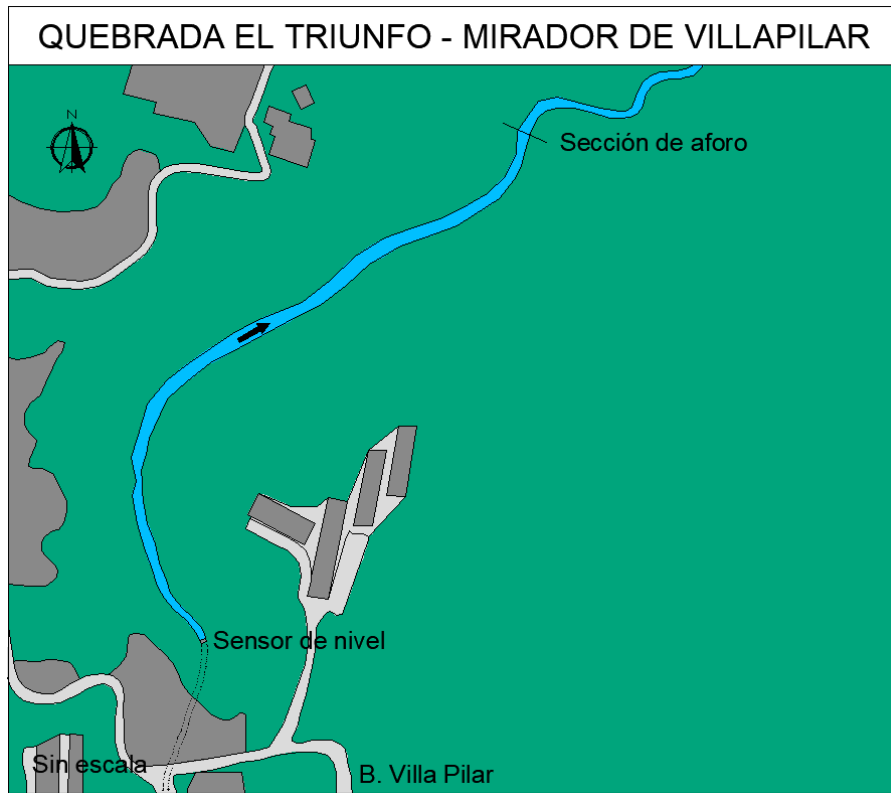 QUEBRADA EL TRIUNFO - MIRADOR DE VILLAPILAR
N
Sección de aforo
Sensor de nivel
Sin escala
B. Villa Pilar